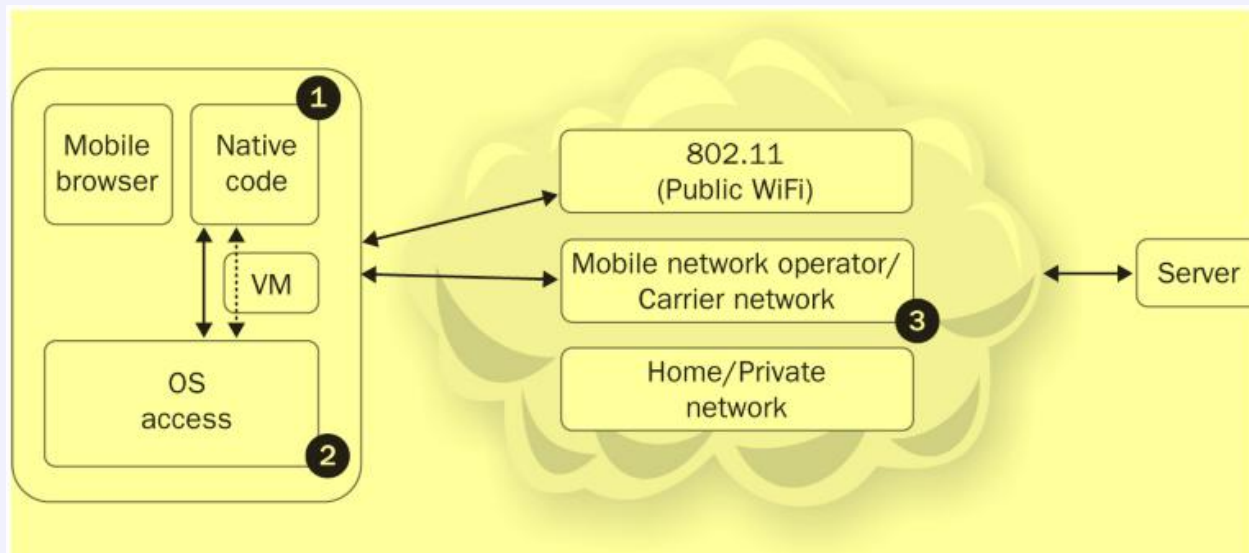 1
Mobile
browser
Native
code
VM
OS
access
2
802.11
(Public WiFi)
Mobile network operator/
Carrier network
3
Home/Private
network
Server